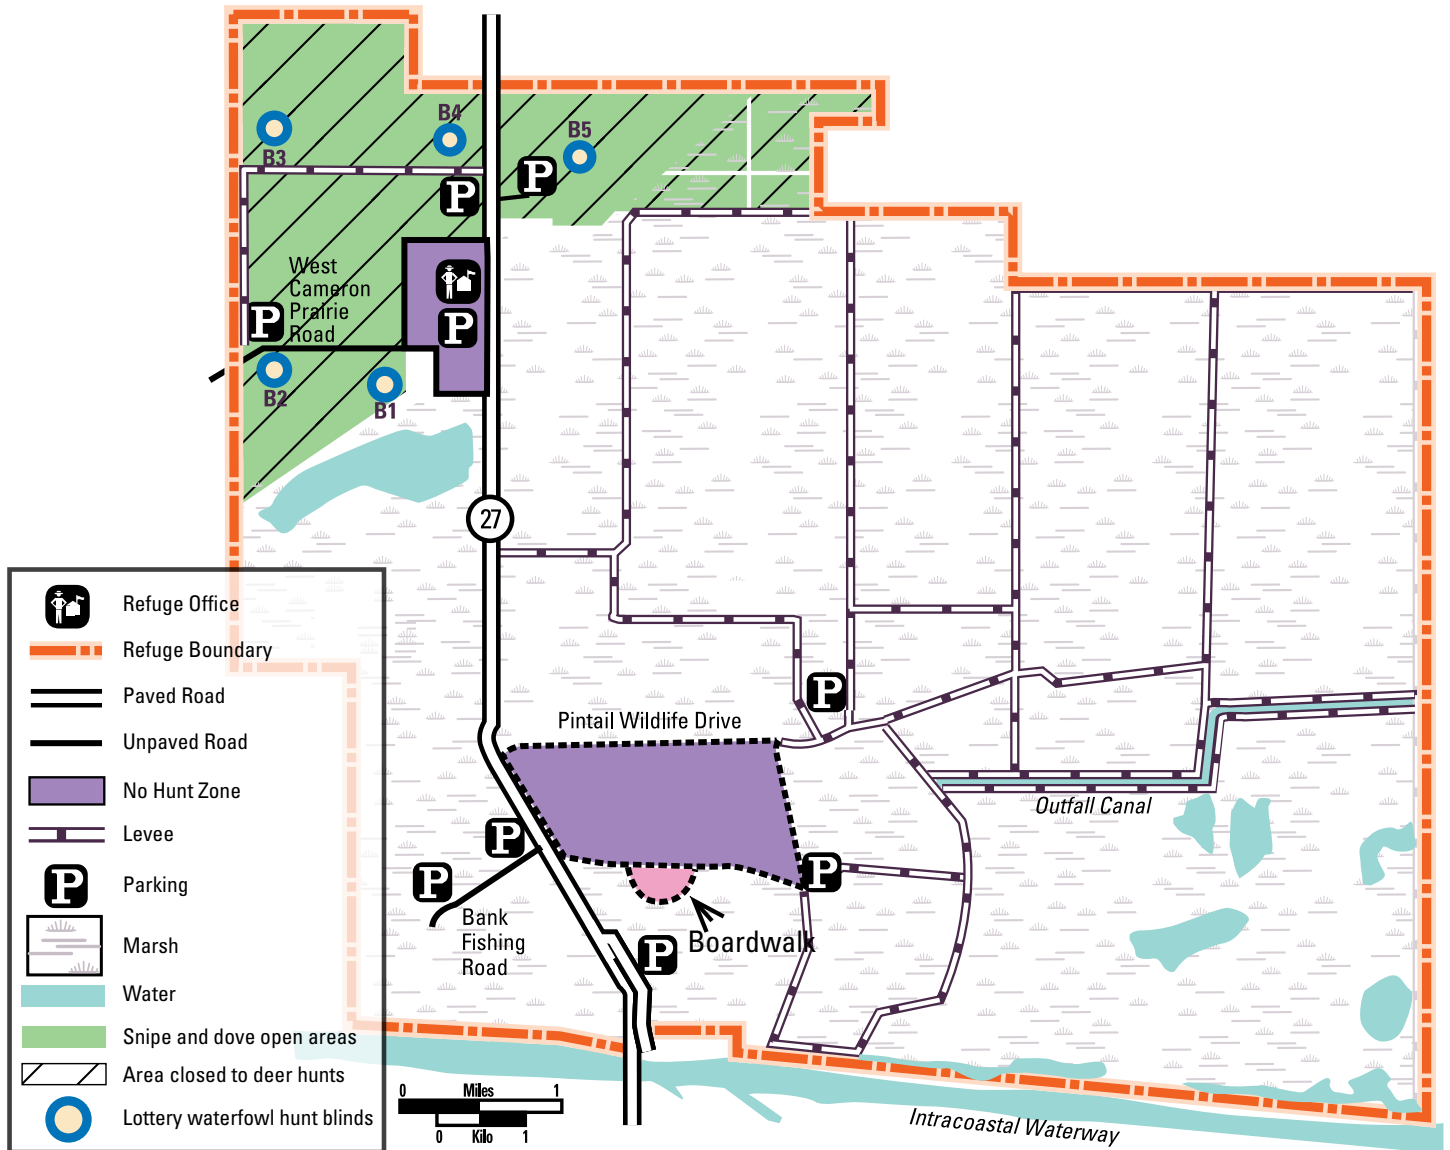 B4
B5
B3
P
P
West
Cameron
Prairie
Road
P
P
B2
B1
27
Refuge Office
Refuge Boundary
Paved Road
Unpaved Road
No Hunt Zone
Levee
P
Parking
Marsh
Water
Snipe and dove open areas
Area closed to deer hunts
Lottery waterfowl hunt blinds
P
Pintail Wildlife Drive
Outfall Canal
P
P
P
Bank
Fishing
Road
Boardwalk
P
0 Miles 1
0 Kilo 1
Intracoastal Waterway